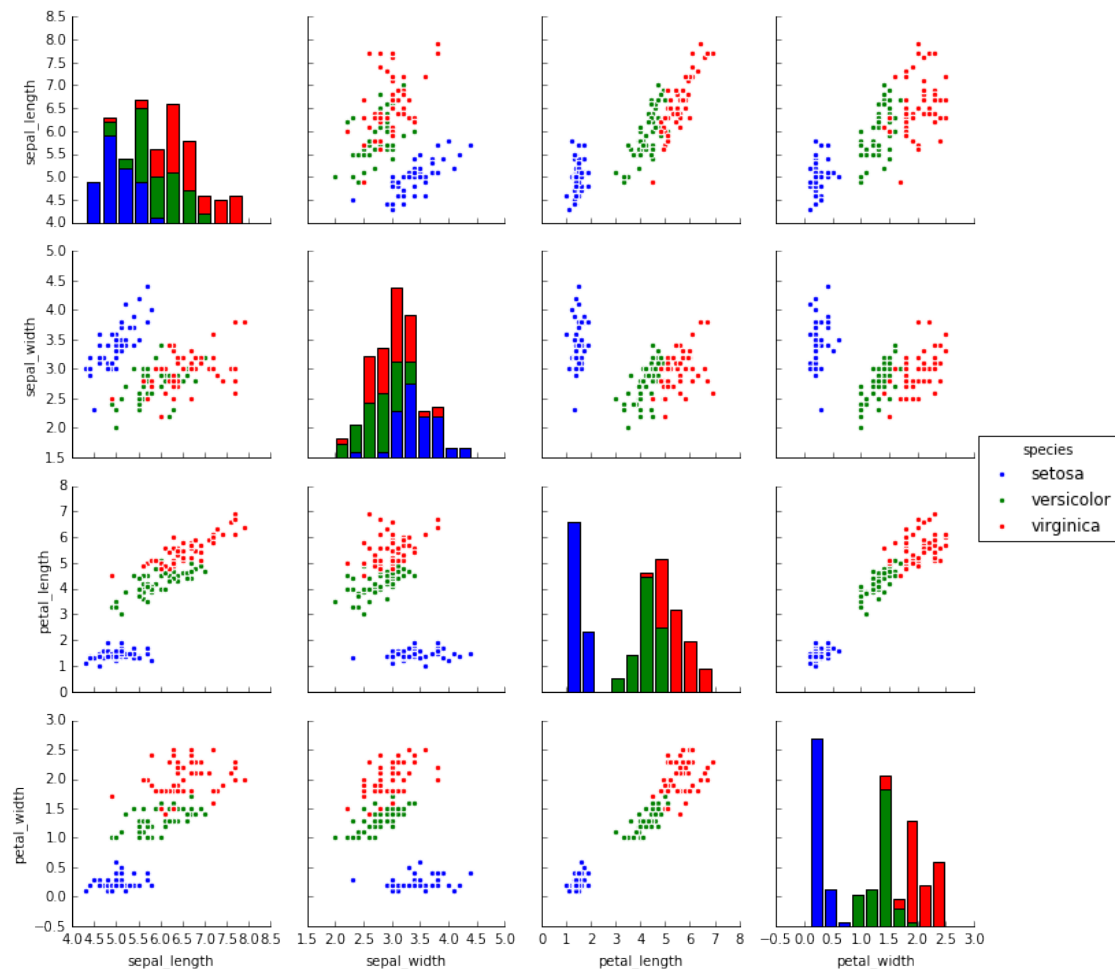 8.5
8.0
7.5
7.0
6.5
6.0
5.5
5.0
4.5
4.0
sepal_length
5.0
4.5
4.0
3.5
3.0
2.5
2.0
1.5
sepal_width
species
setosa
versicolor
virginica
8
7
6
5
4
3
2
1
0
petal_length
3.0
2.5
2.0
1.5
1.0
0.5
0.0
−0.5
petal_width
4.0 4.5 5.0 5.5 6.0 6.5 7.0 7.5 8.0 8.5
sepal_length
2.0 2.5 3.0 3.5 4.0 4.5 5.0
sepal_width
0 1 2 3 4 5 6 7 8
petal_length
−0.5 0.0 0.5 1.0 1.5 2.0 2.5 3.0
petal_width